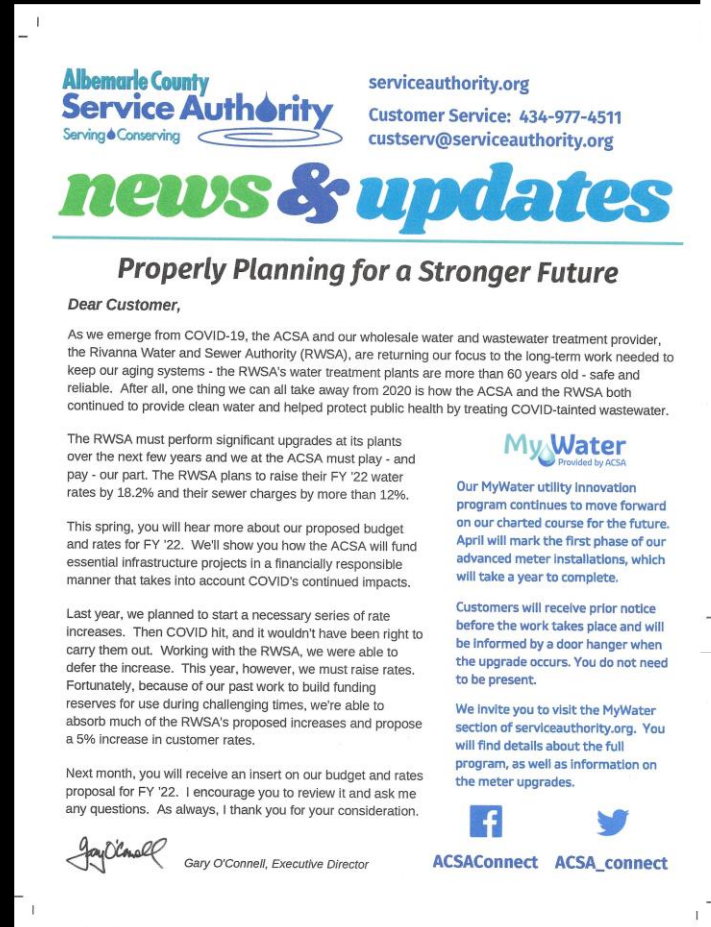 Albemarle County
Service Authority
Serving Conserving
serviceauthority.org
Customer Service: 434-977-4511
custserv@serviceauthority.org
news & updates
Properly Planning for a Stronger Future
Dear Customer,
As we emerge from COVID-19, the ACSA and our wholesale water and wastewater treatment provider,
the Rivanna Water and Sewer Authority (RWSA), are returning our focus to the long-term work needed to
keep our aging systems - the RWSA's water treatment plants are more than 60 years old - safe and
reliable. After all, one thing we can all take away from 2020 is how the ACSA and the RWSA both
continued to provide clean water and helped protect public health by treating COVID-tainted wastewater.
The RWSA must perform significant upgrades at its plants
over the next few years and we at the ACSA must play - and
pay - our part. The RWSA plans to raise their FY '22 water
rates by 18.2% and their sewer charges by more than 12%.
This spring, you will hear more about our proposed budget
and rates for FY '22. We'll show you how the ACSA will fund
essential infrastructure projects in a financially responsible
manner that takes into account COVID's continued impacts.
Last year, we planned to start a necessary series of rate
increases. Then COVID hit, and it wouldn't have been right to
carry them out. Working with the RWSA, we were able to
defer the increase. This year, however, we must raise rates.
Fortunately, because of our past work to build funding
reserves for use during challenging times, we're able to
absorb much of the RWSA's proposed increases and propose
a 5% increase in customer rates.
Next month, you will receive an insert on our budget and rates
proposal for FY '22. I encourage you to review it and ask me
any questions. As always, I thank you for your consideration.
Gary O'Connell
Gary O'Connell, Executive Director
My Water
Provided by ACSA
Our MyWater utility innovation
program continues to move forward
on our charted course for the future.
April will mark the first phase of our
advanced meter installations, which
will take a year to complete.
Customers will receive prior notice
before the work takes place and will
be informed by a door hanger when
the upgrade occurs. You do not need
to be present.
We invite you to visit the MyWater
section of serviceauthority.org. You
will find details about the full
program, as well as information on
the meter upgrades.
ACSAConnect ACSA_connect